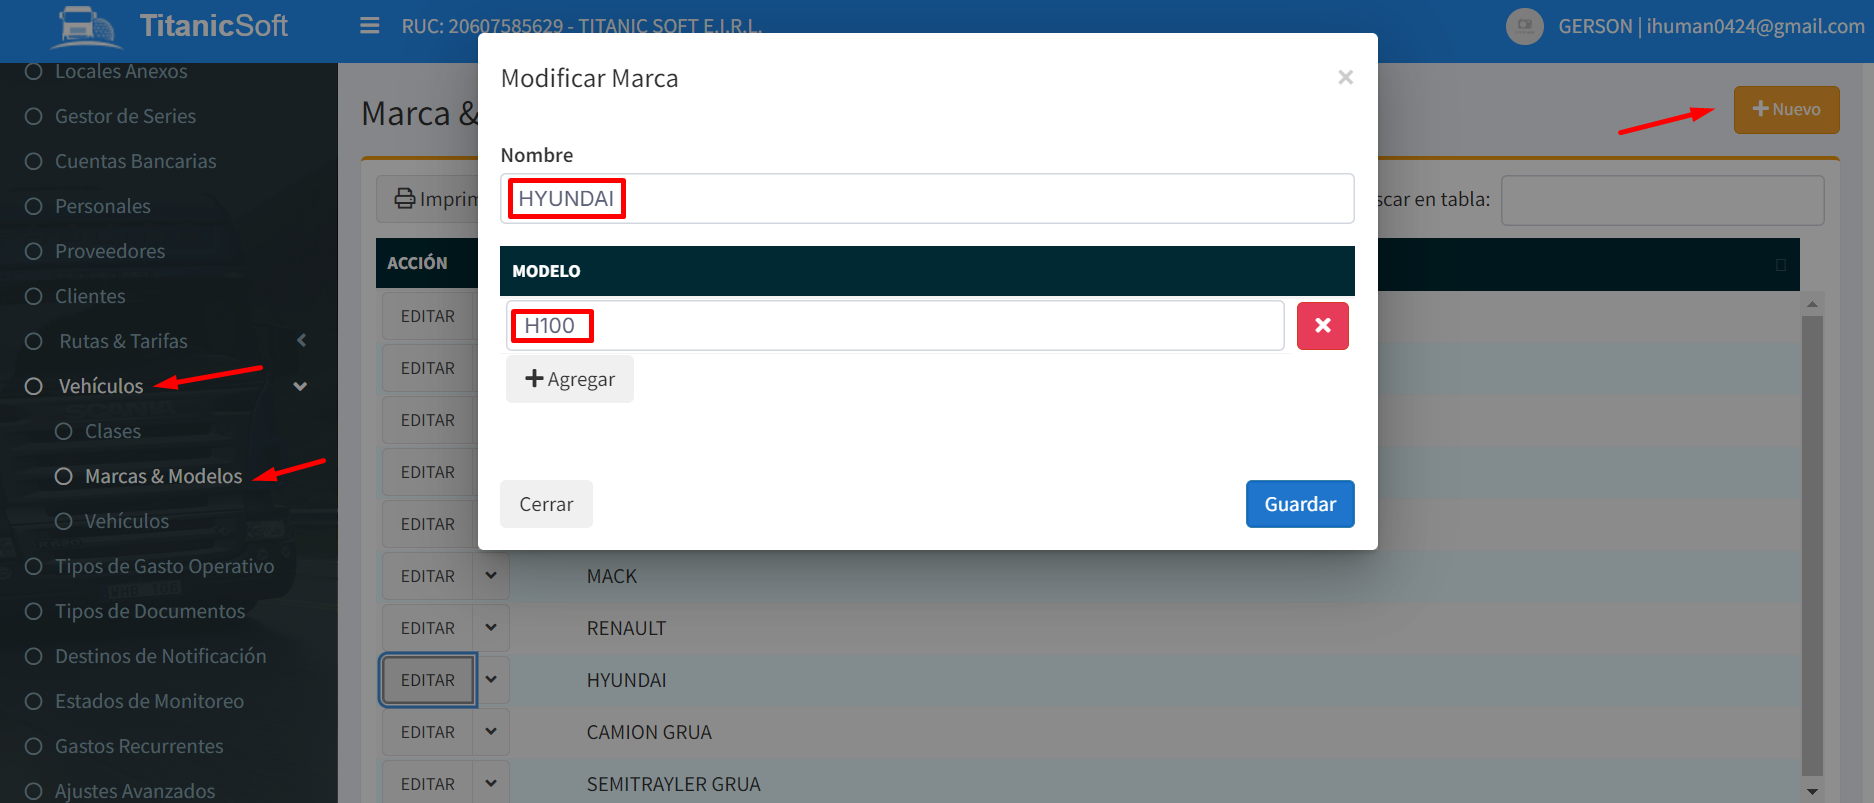 TitanicSoft
RUC: 20607585629 - TITANIC SOFT E.I.R.L.
GERSON | ihuman0424@gmail.com
Locales Anexos
Gestor de Series
Cuentas Bancarias
Personales
Proveedores
Clientes
Rutas & Tarifas
Vehículos
Clases
Marcas & Modelos
Vehículos
Tipos de Gasto Operativo
Tipos de Documentos
Destinos de Notificación
Estados de Monitoreo
Gastos Recurrentes
Ajustes Avanzados
Marca &
Nuevo
Imprim
scar en tabla:
ACCIÓN
EDITAR
EDITAR
EDITAR
EDITAR
EDITAR
EDITAR MACK
EDITAR RENAULT
EDITAR HYUNDAI
EDITAR CAMION GRUA
EDITAR SEMITRAYLER GRUA
Modificar Marca
×
Nombre
HYUNDAI
MODELO
H100
Agregar
Cerrar
Guardar